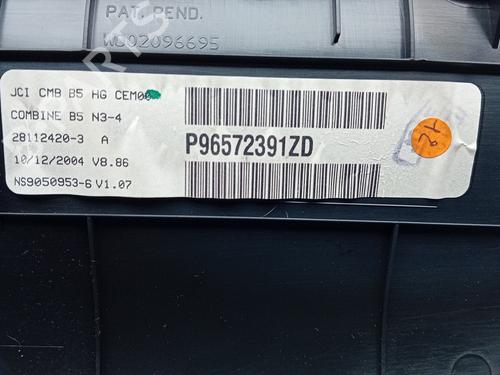 PAT. PEND.
WO02096695
JCI CMB B5 HG CEM00
COMBINE B5 N3-4
28112420-3 A
10/12/2004 V8.86
NS9050953-6 V1.07
P96572391ZD